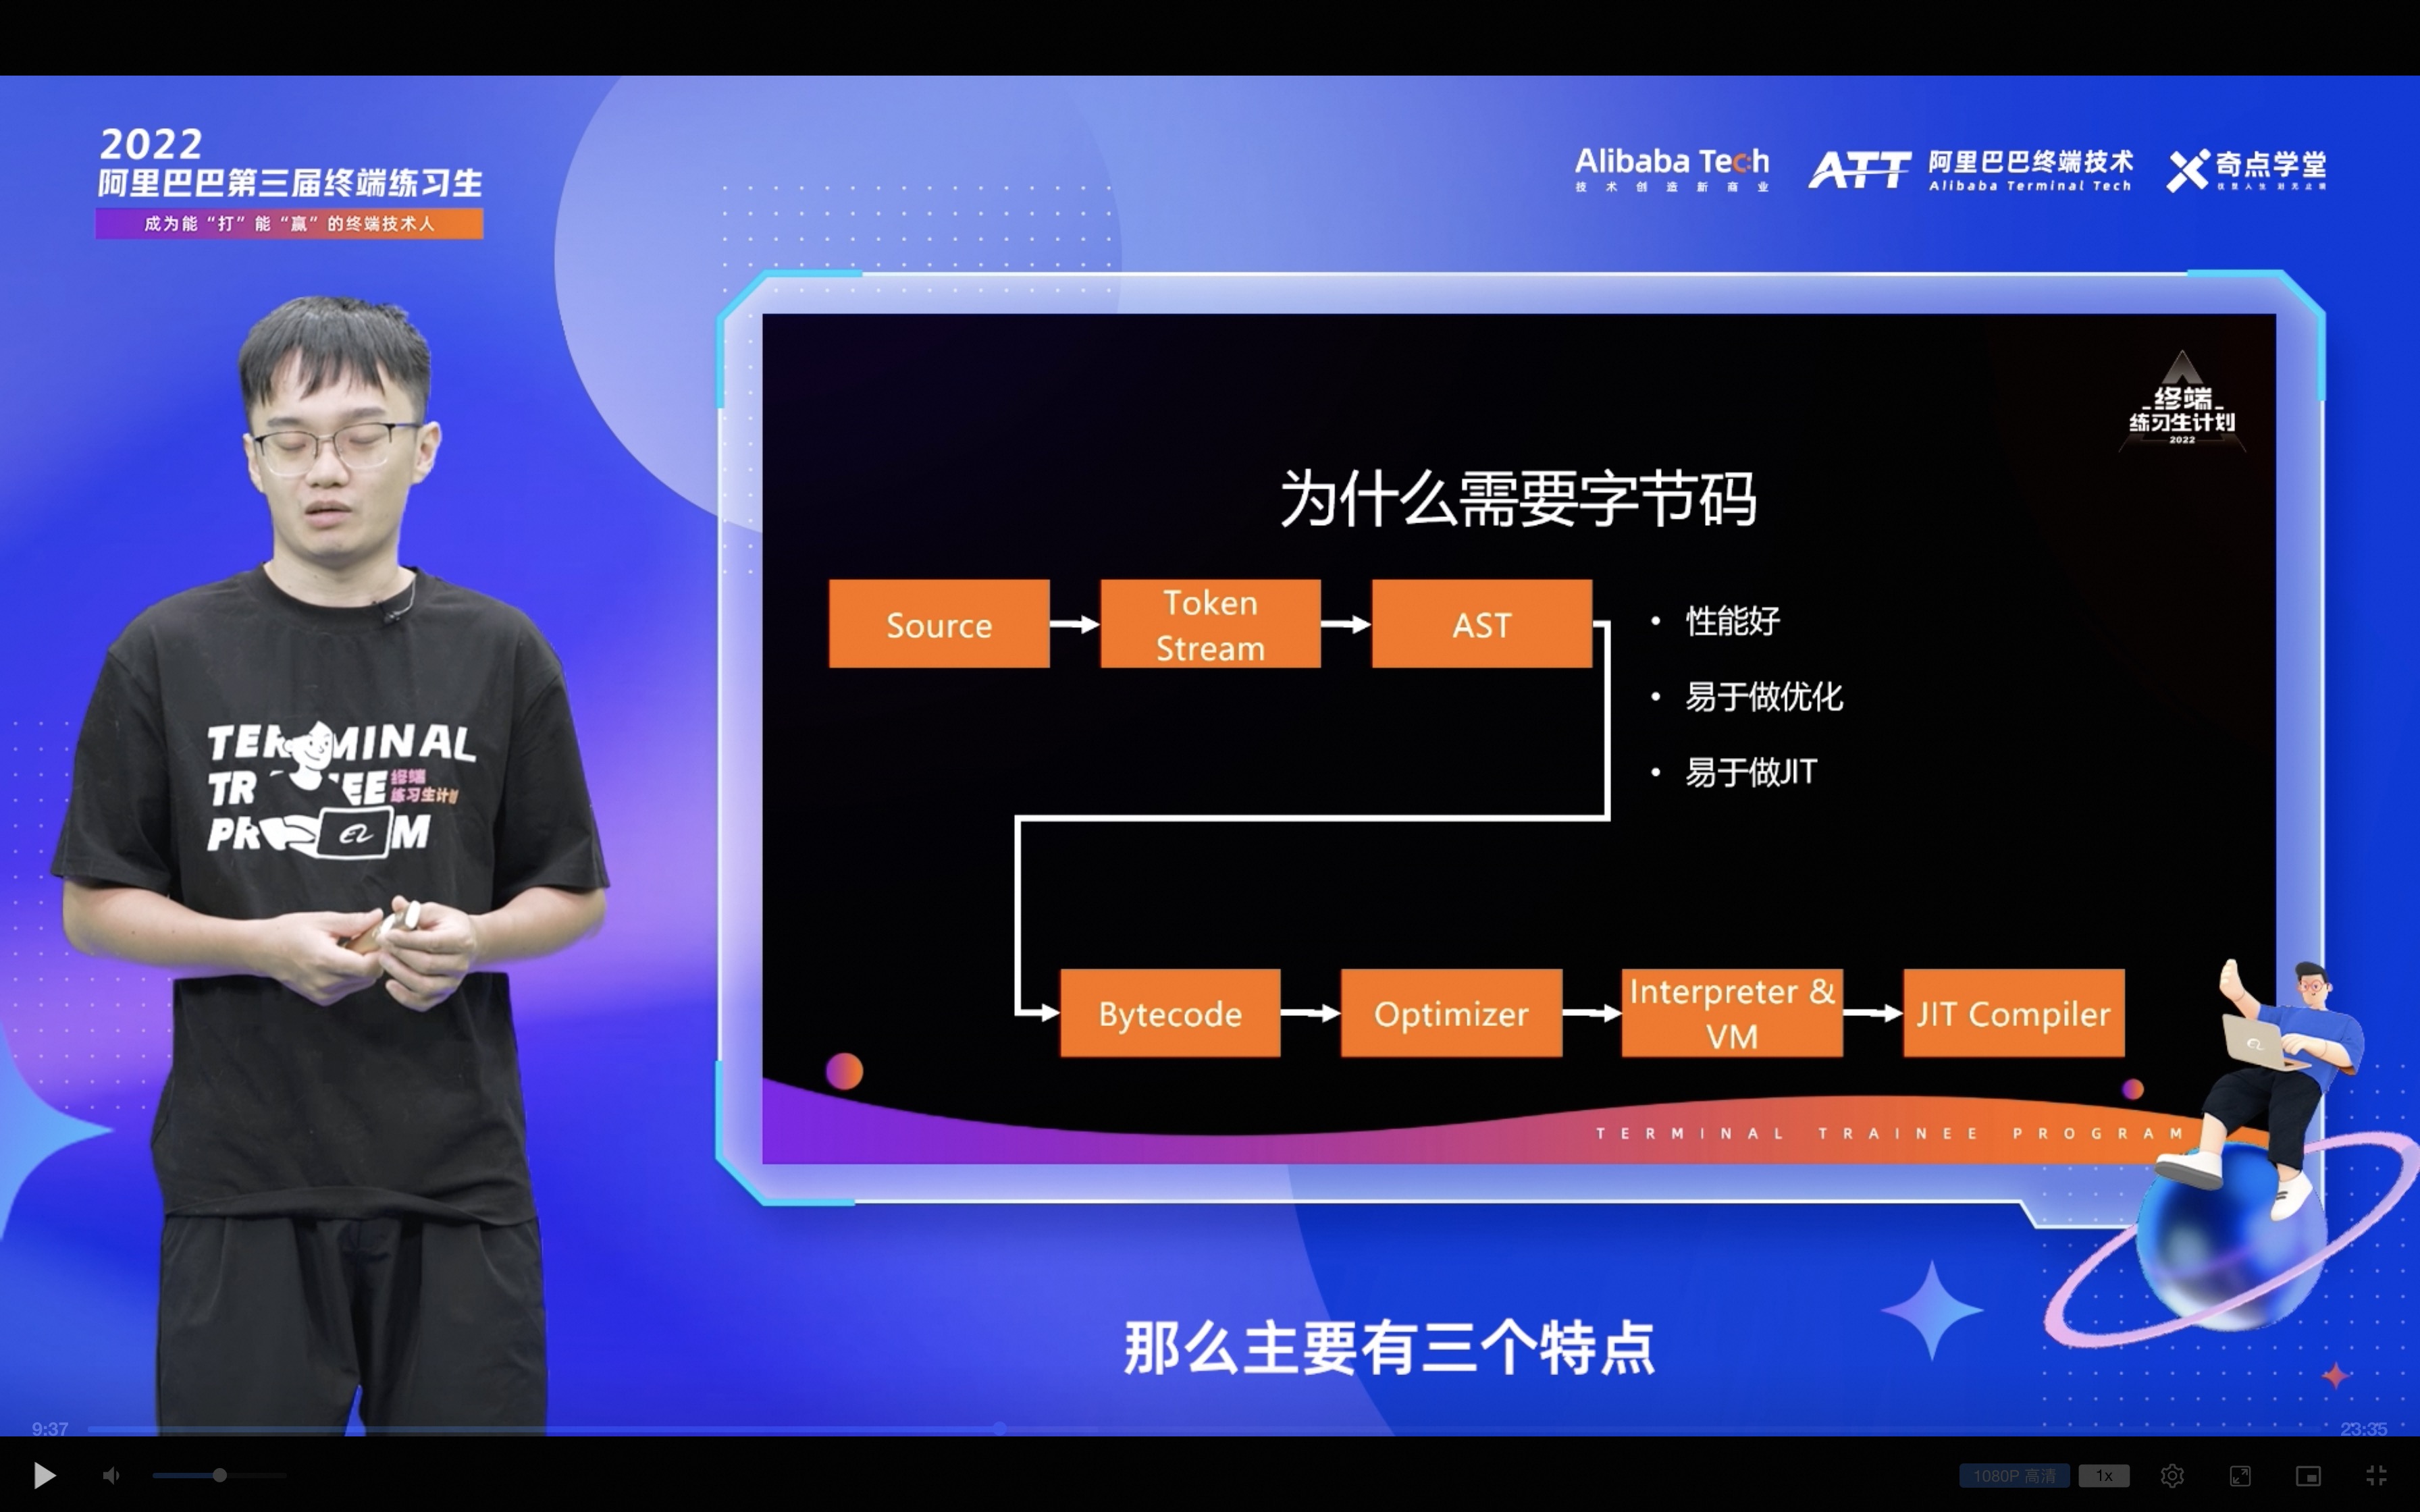 2022
阿里巴巴第三届终端练习生
成为能“打”能“赢”的终端技术人
Alibaba Tech
技术创造新商业
ATT
阿里巴巴终端技术
Alibaba Terminal Tech
奇点学堂
终端
练习生计划
2022
为什么需要字节码
Source
Token
Stream
AST
• 性能好
• 易于做优化
• 易于做JIT
Bytecode
Optimizer
Interpreter &
VM
JIT Compiler
TERMINAL TRAINEE PROGRAM
终端
练习生计划
那么主要有三个特点
9:37
23:35
1080P 高清
1x